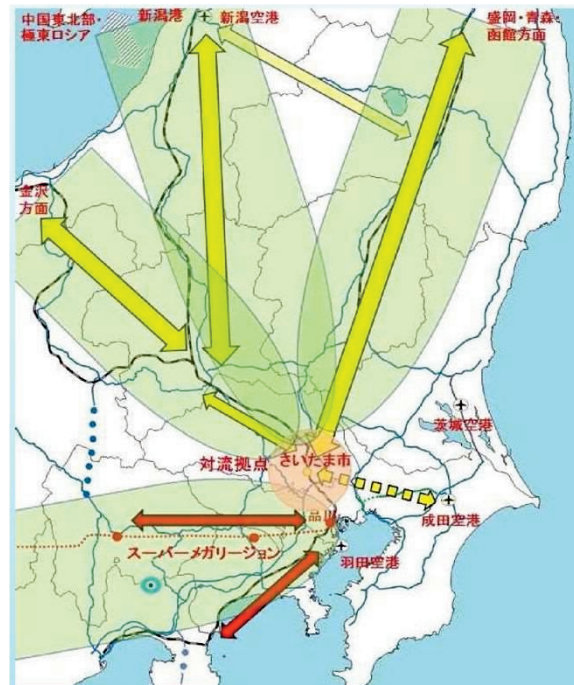 中国東北部・
極東ロシア
新潟港
新潟空港
盛岡・青森・
函館方面
金沢
方面
茨城空港
対流拠点
さいたま市
成田空港
品川
スーパーメガリージョン
羽田空港